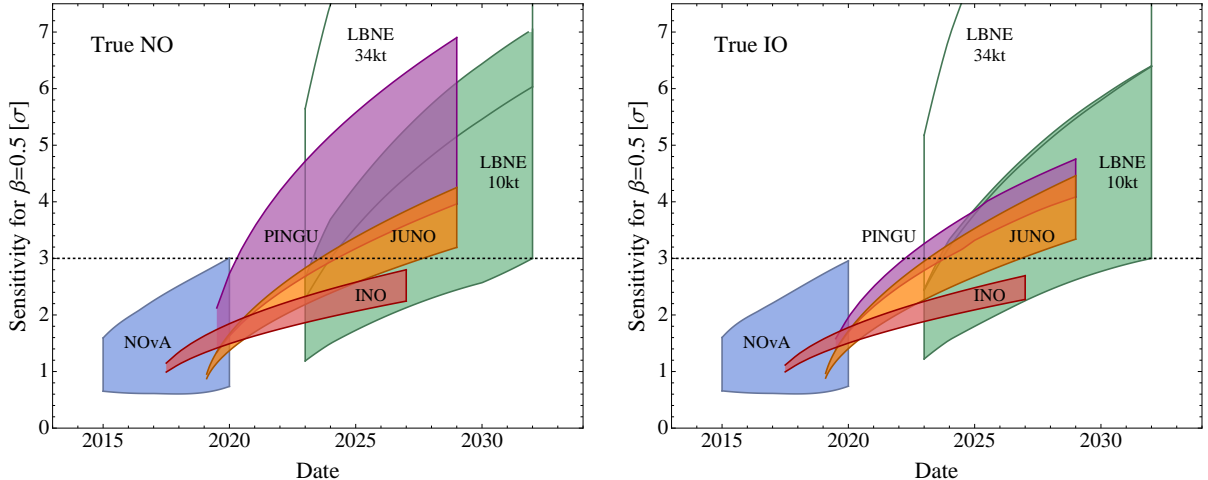 True NO
LBNE
34kt
LBNE
10kt
PINGU
JUNO
INO
NOvA
0
1
2
3
4
5
6
7
2015
2020
2025
2030
Date
Sensitivity for β=0.5 [σ]
True IO
LBNE
34kt
LBNE
10kt
PINGU
JUNO
INO
NOvA
0
1
2
3
4
5
6
7
2015
2020
2025
2030
Date
Sensitivity for β=0.5 [σ]